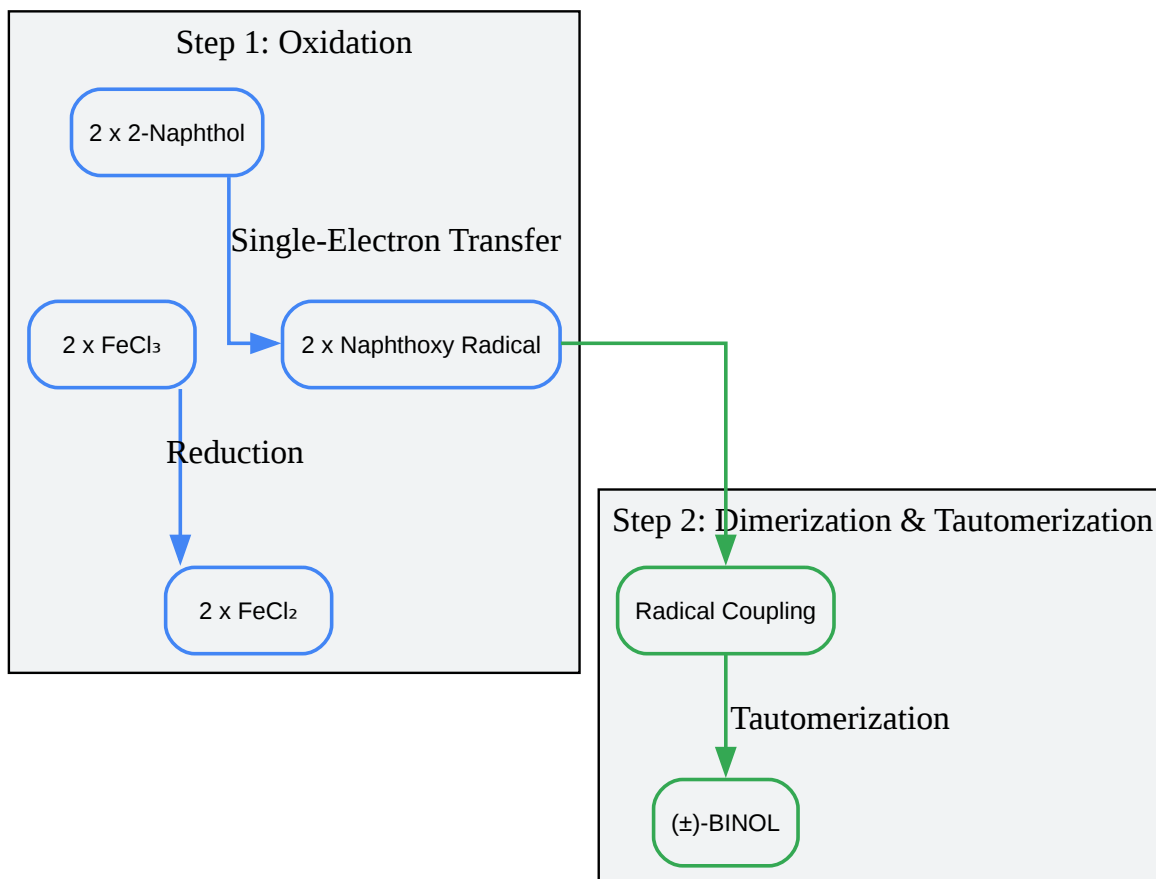 Step 1: Oxidation
2 x 2-Naphthol
Single-Electron Transfer
2 x FeCl₃
2 x Naphthoxy Radical
Reduction
2 x FeCl₂
Step 2: Dimerization & Tautomerization
Radical Coupling
Tautomerization
(±)-BINOL